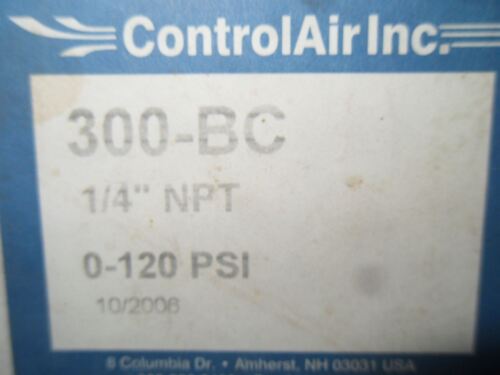 ControlAir Inc.
300-BC
1/4" NPT
0-120 PSI
10/2006
8 Columbia Dr. • Amherst, NH 03031 USA